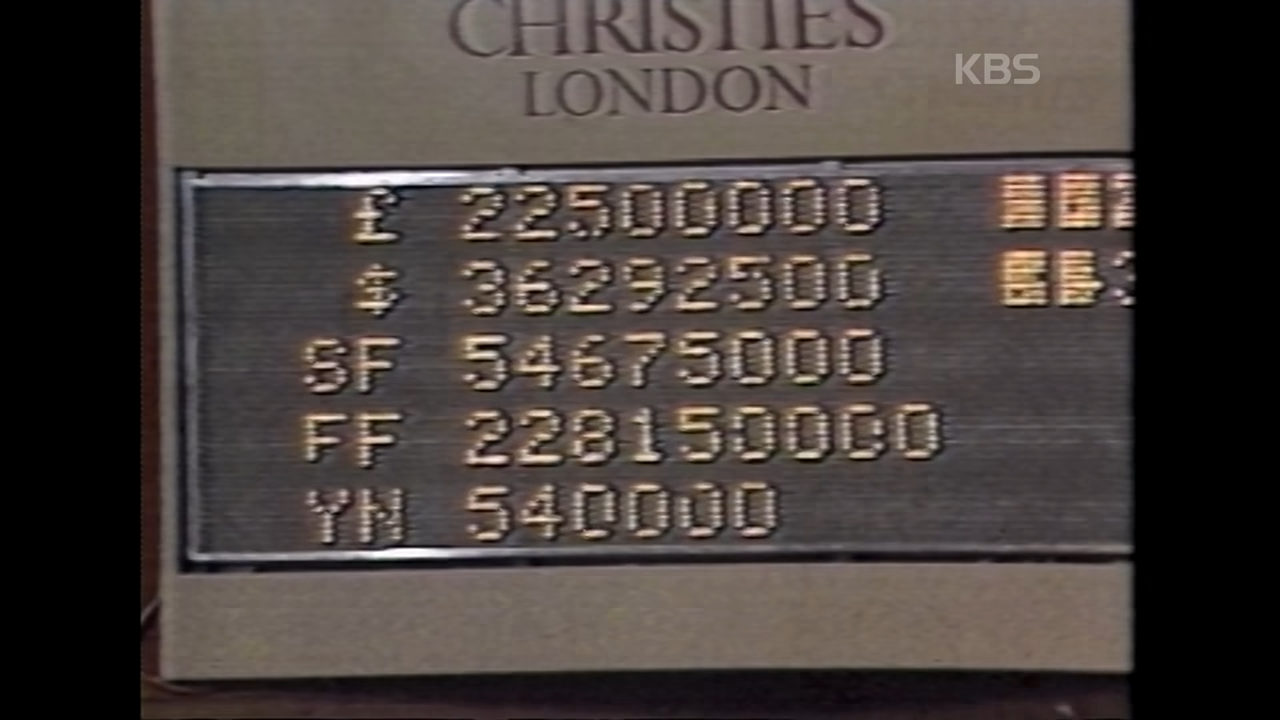 CHRISTIES
LONDON
KBS
£ 22500000
$ 36292500
SF 54675000
FF 228150000
YN 540000